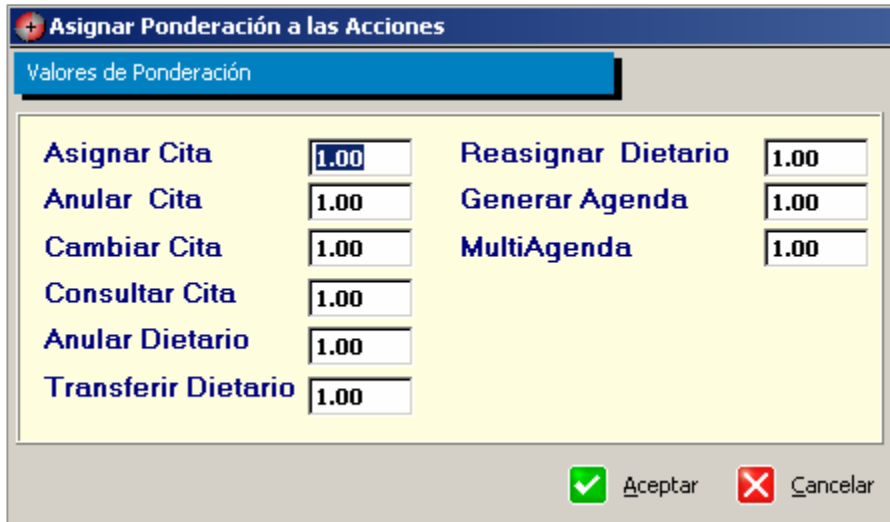 Asignar Ponderación a las Acciones
Valores de Ponderación
Asignar Cita 1.00 Reasignar Dietario 1.00
Anular Cita 1.00 Generar Agenda 1.00
Cambiar Cita 1.00 MultiAgenda 1.00
Consultar Cita 1.00
Anular Dietario 1.00
Transferir Dietario 1.00
Aceptar Cancelar